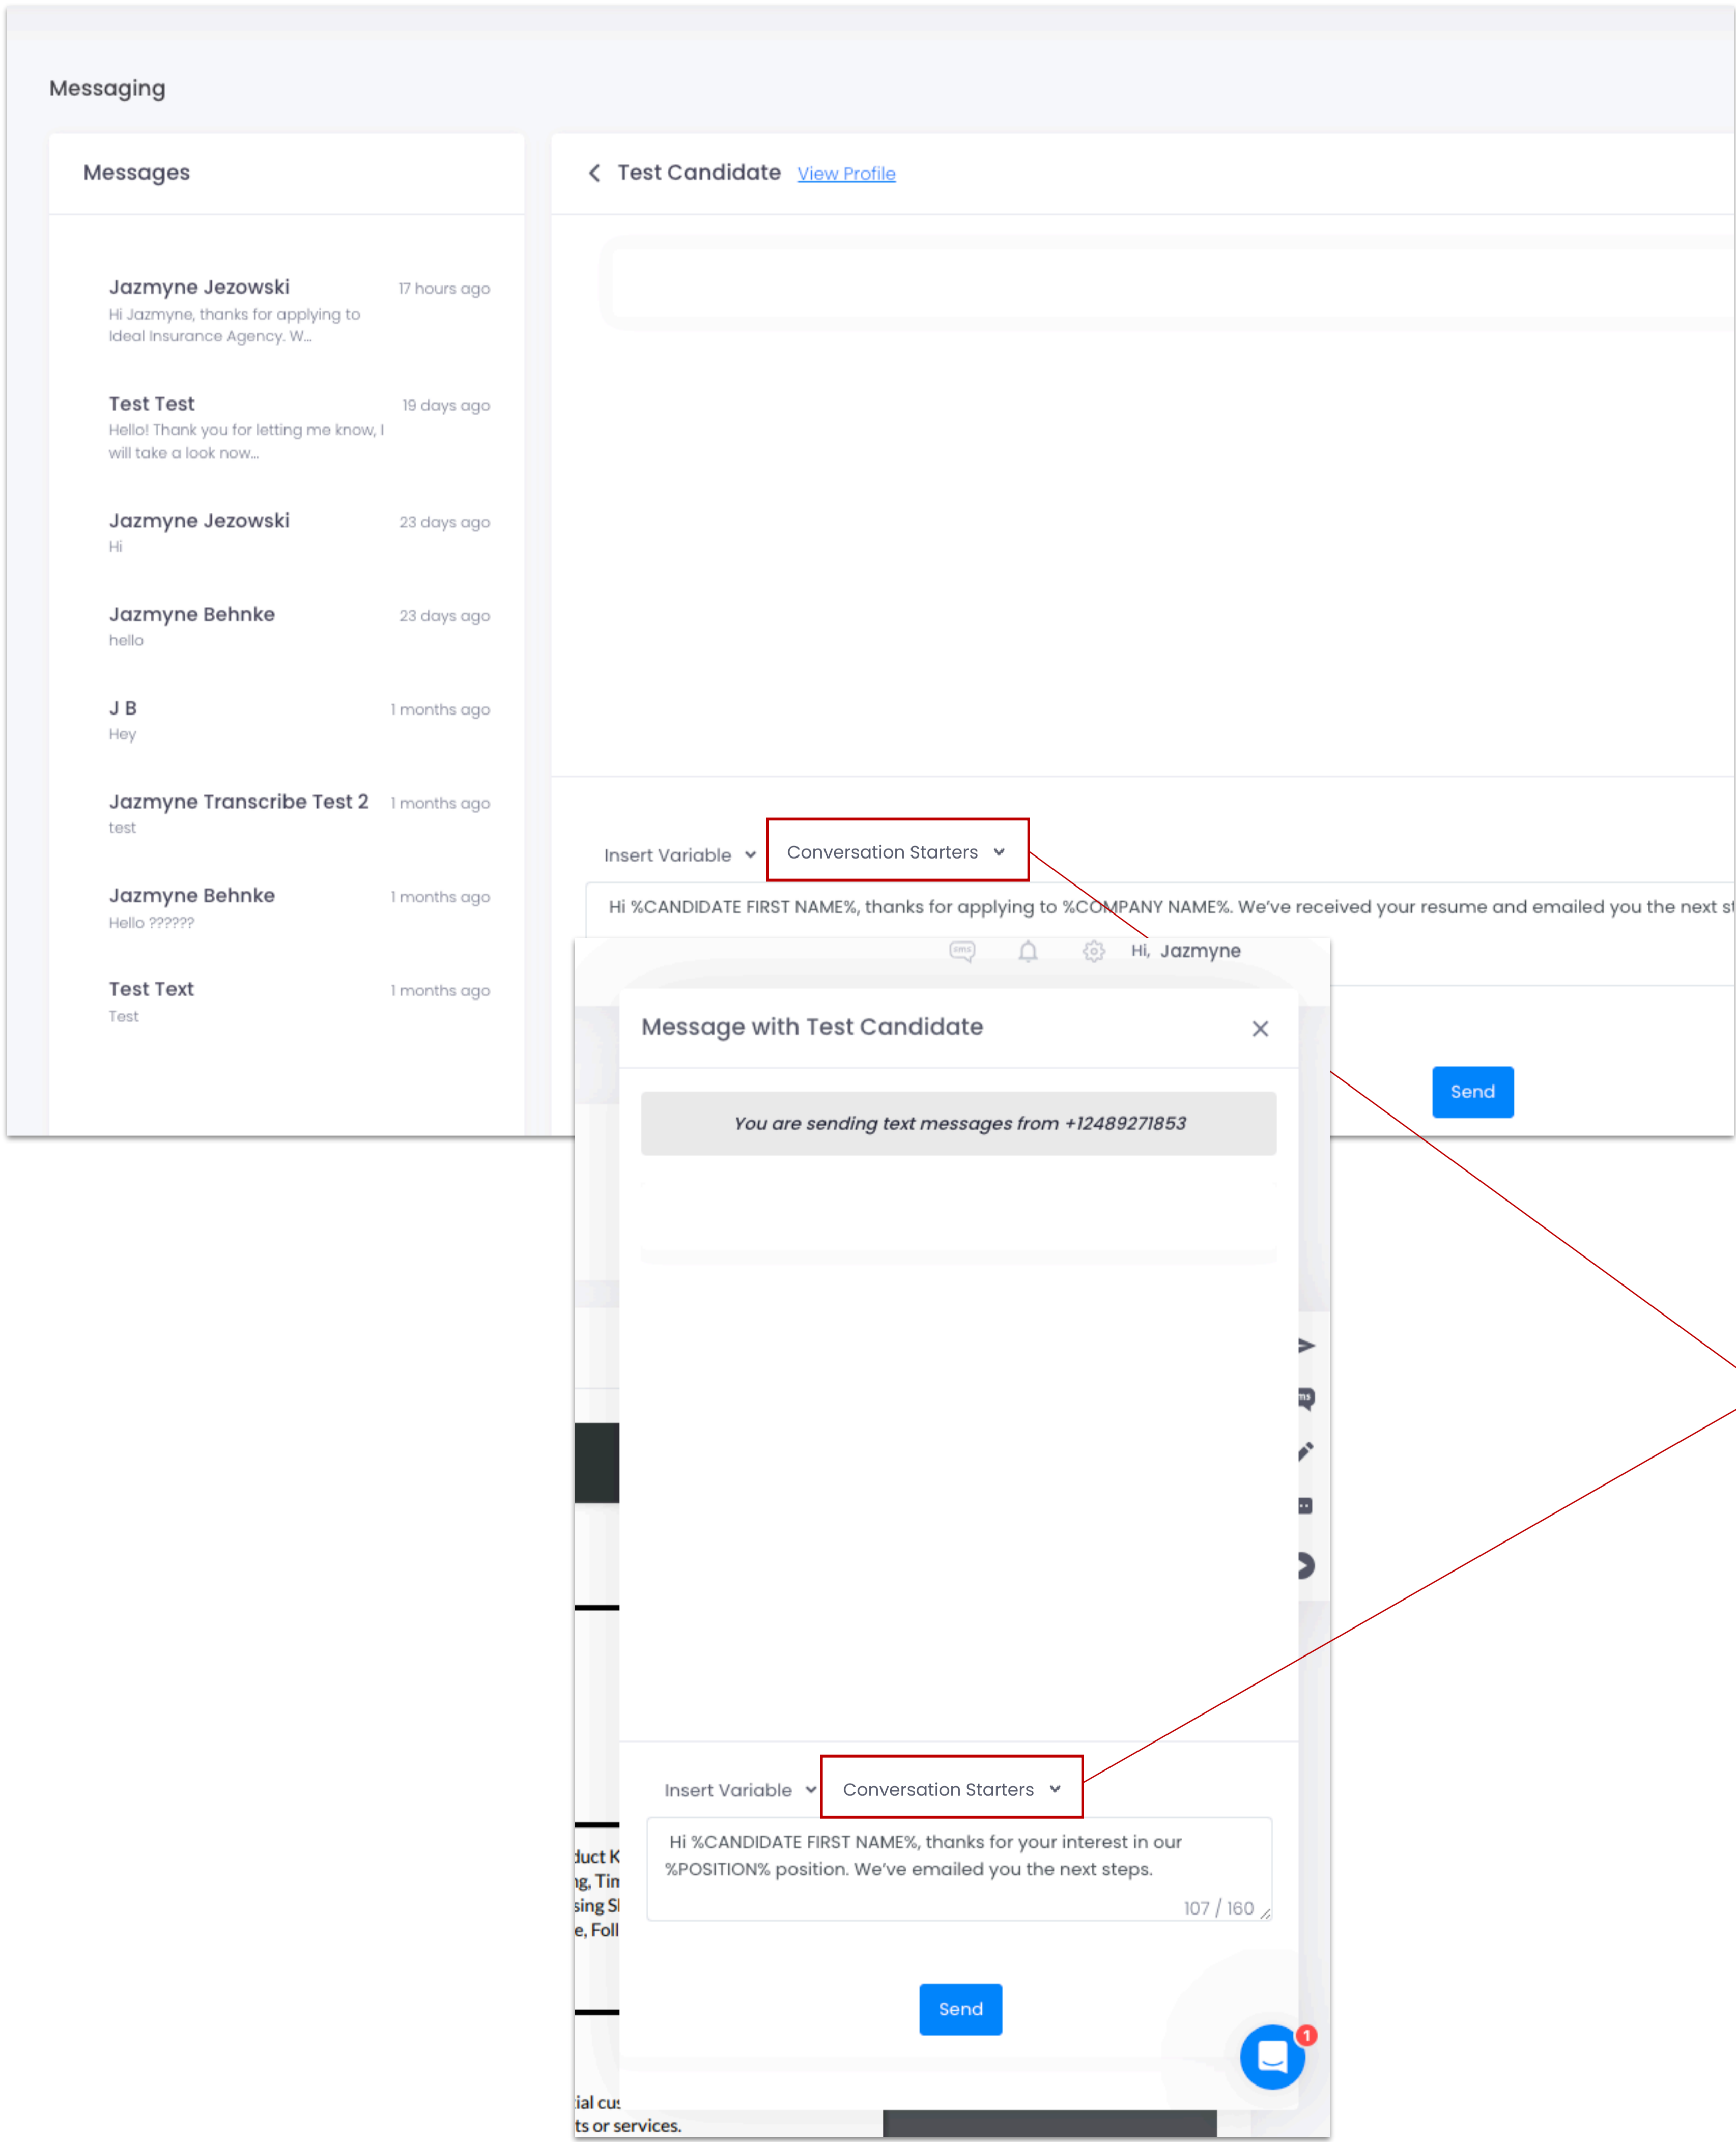 Messaging
Messages
Jazmyne Jezowski 17 hours ago
Hi Jazmyne, thanks for applying to
Ideal Insurance Agency. W...
Test Test 19 days ago
Hello! Thank you for letting me know, I
will take a look now...
Jazmyne Jezowski 23 days ago
Hi
Jazmyne Behnke 23 days ago
hello
J B 1 months ago
Hey
Jazmyne Transcribe Test 2 1 months ago
test
Jazmyne Behnke 1 months ago
Hello ??????
Test Text 1 months ago
Test
Test Candidate View Profile
Insert Variable Conversation Starters
Hi %CANDIDATE FIRST NAME%, thanks for applying to %COMPANY NAME%. We've received your resume and emailed you the next
Send
sms Hi, Jazmyne
Message with Test Candidate
You are sending text messages from +12489271853
Insert Variable Conversation Starters
Hi %CANDIDATE FIRST NAME%, thanks for your interest in our
%POSITION% position. We've emailed you the next steps.
107 / 160
Send
1
ts or services.